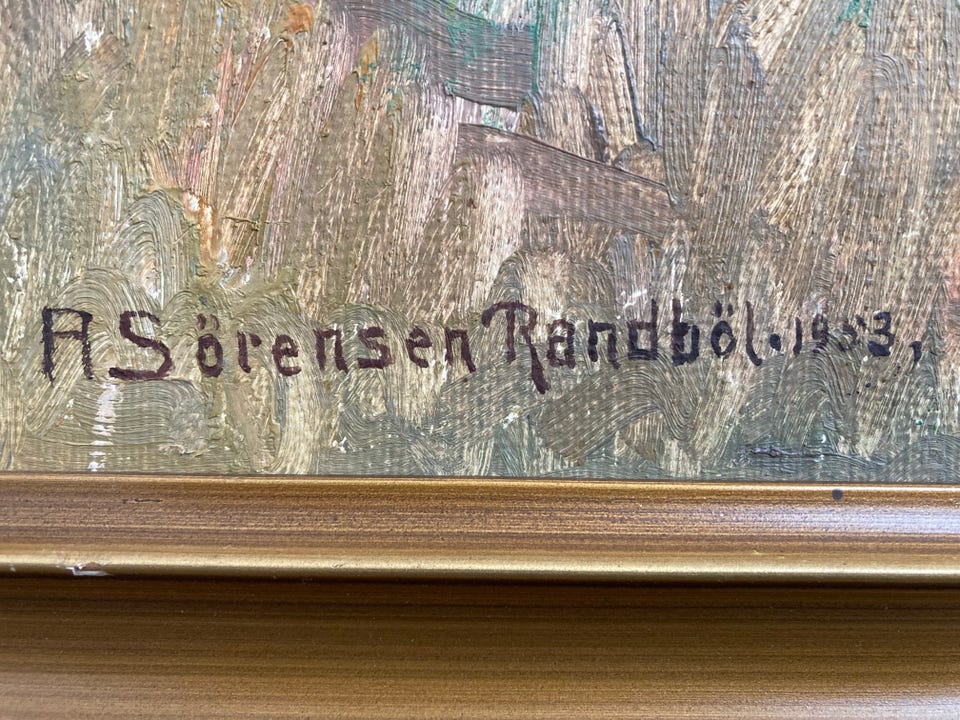 A Sörensen Randböl. 1953,